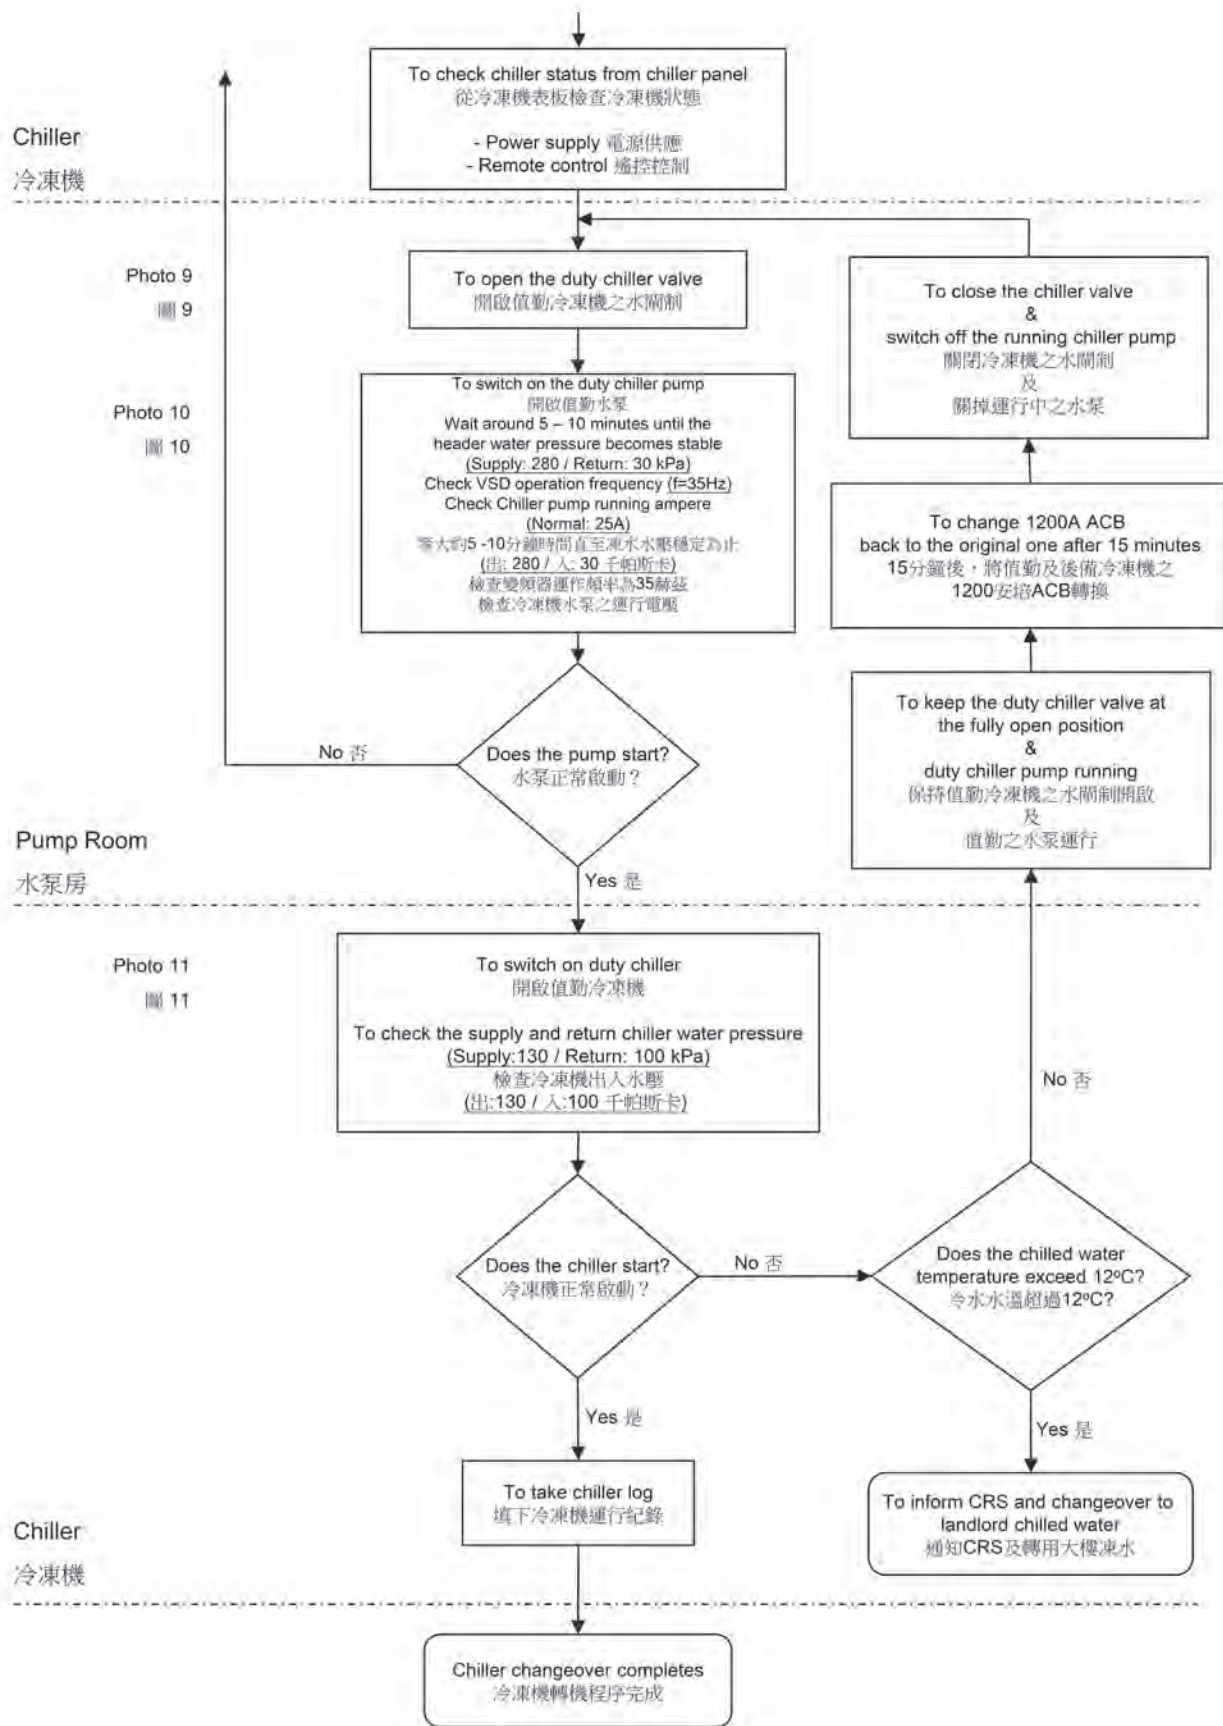 To check chiller status from chiller panel
從冷凍機表板檢查冷凍機狀態
- Power supply 電源供應
- Remote control 遙控控制
Chiller
冷凍機
Photo 9
圖 9
To open the duty chiller valve
開啟值勤冷凍機之水閘制
Photo 10
圖 10
To switch on the duty chiller pump
開啟值勤水泵
Wait around 5 – 10 minutes until the
header water pressure becomes stable
(Supply: 280 / Return: 30 kPa)
Check VSD operation frequency (f=35Hz)
Check Chiller pump running ampere
(Normal: 25A)
等大約5 -10分鐘時間直至凍水水壓穩定為止
(出: 280 / 入: 30 千帕斯卡)
檢查變頻器運作頻率為35赫茲
檢查冷凍機水泵之運行電壓
Does the pump start?
水泵正常啟動？
No 否
Yes 是
To close the chiller valve
&
switch off the running chiller pump
關閉冷凍機之水閘制
及
關掉運行中之水泵
To change 1200A ACB
back to the original one after 15 minutes
15分鐘後，將值勤及後備冷凍機之
1200安培ACB轉換
To keep the duty chiller valve at
the fully open position
&
duty chiller pump running
保持值勤冷凍機之水閘制開啟
及
值勤之水泵運行
Pump Room
水泵房
Photo 11
圖 11
To switch on duty chiller
開啟值勤冷凍機
To check the supply and return chiller water pressure
(Supply:130 / Return: 100 kPa)
檢查冷凍機出入水壓
(出:130 / 入:100 千帕斯卡)
No 否
Does the chiller start?
冷凍機正常啟動？
No 否
Does the chilled water
temperature exceed 12ºC?
冷水水溫超過12ºC?
Yes 是
Yes 是
To take chiller log
填下冷凍機運行紀錄
To inform CRS and changeover to
landlord chilled water
通知CRS及轉用大樓凍水
Chiller
冷凍機
Chiller changeover completes
冷凍機轉機程序完成